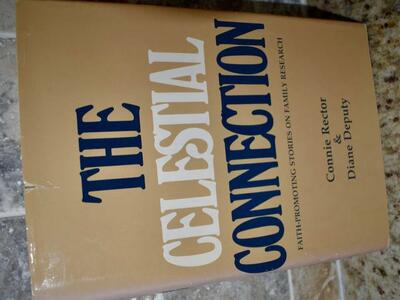 THE
CELESTIAL
CONNECTION
FAITH-PROMOTING STORIES ON FAMILY RESEARCH
Connie Rector
&
Diane Deputy